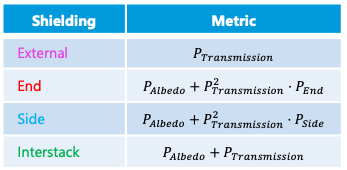 Shielding Metric
External P_Transmission
End P_Albedo + P²_Transmission · P_End
Side P_Albedo + P²_Transmission · P_Side
Interstack P_Albedo + P_Transmission